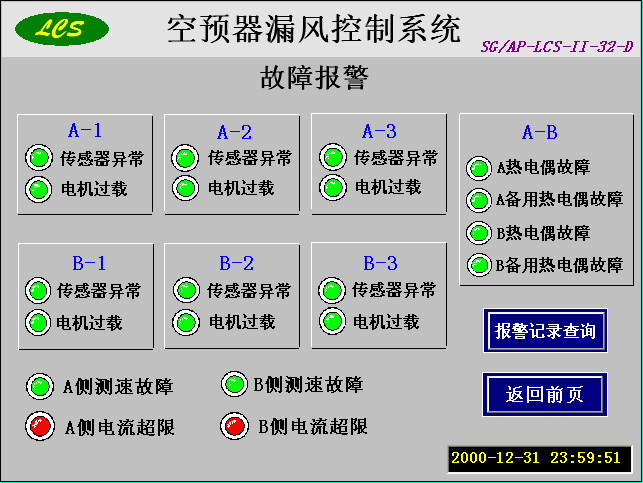 LCS
空预器漏风控制系统
SG/AP-LCS-II-32-D
故障报警
A-1
传感器异常
电机过载
A-2
传感器异常
电机过载
A-3
传感器异常
电机过载
A-B
A热电偶故障
A备用热电偶故障
B热电偶故障
B备用热电偶故障
B-1
传感器异常
电机过载
B-2
传感器异常
电机过载
B-3
传感器异常
电机过载
报警记录查询
A侧测速故障
B侧测速故障
返回前页
A侧电流超限
B侧电流超限
2000-12-31 23:59:51